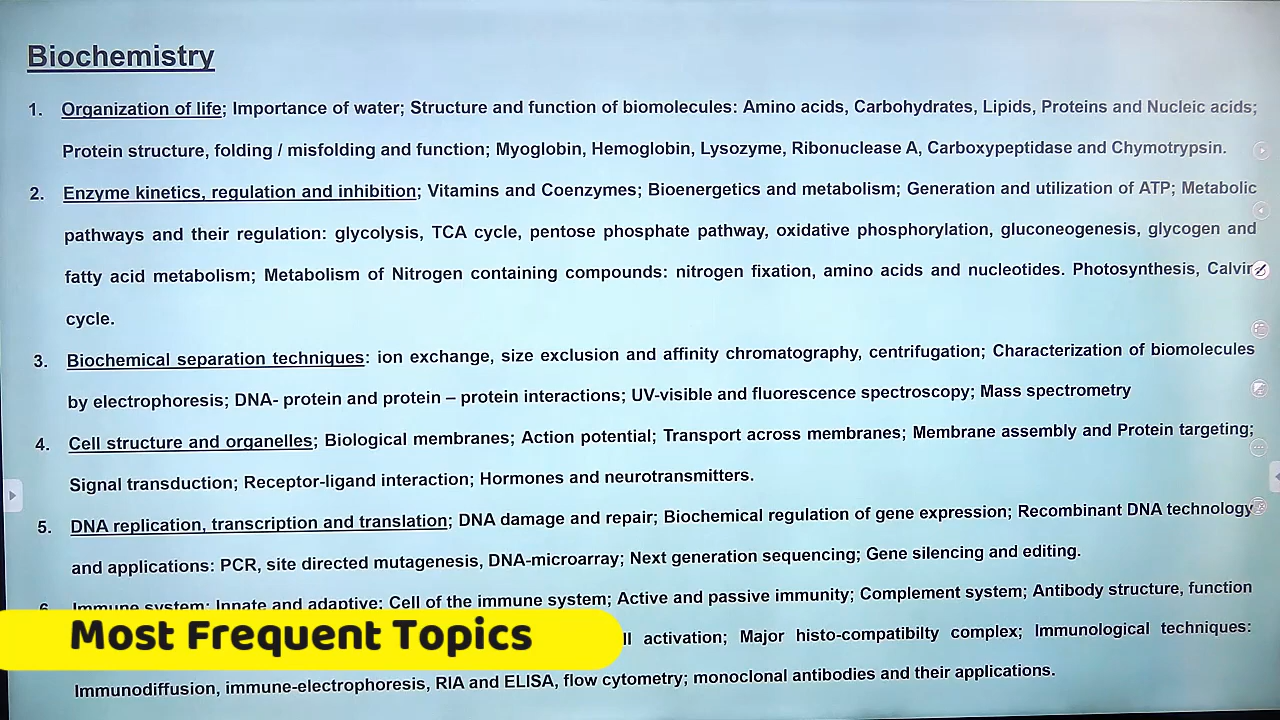 Biochemistry
1. Organization of life; Importance of water; Structure and function of biomolecules: Amino acids, Carbohydrates, Lipids, Proteins and Nucleic acids;
Protein structure, folding / misfolding and function; Myoglobin, Hemoglobin, Lysozyme, Ribonuclease A, Carboxypeptidase and Chymotrypsin.
2. Enzyme kinetics, regulation and inhibition; Vitamins and Coenzymes; Bioenergetics and metabolism; Generation and utilization of ATP; Metabolic
pathways and their regulation: glycolysis, TCA cycle, pentose phosphate pathway, oxidative phosphorylation, gluconeogenesis, glycogen and
fatty acid metabolism; Metabolism of Nitrogen containing compounds: nitrogen fixation, amino acids and nucleotides. Photosynthesis, Calvin
cycle.
3. Biochemical separation techniques: ion exchange, size exclusion and affinity chromatography, centrifugation; Characterization of biomolecules
by electrophoresis; DNA- protein and protein – protein interactions; UV-visible and fluorescence spectroscopy; Mass spectrometry
4. Cell structure and organelles; Biological membranes; Action potential; Transport across membranes; Membrane assembly and Protein targeting;
Signal transduction; Receptor-ligand interaction; Hormones and neurotransmitters.
5. DNA replication, transcription and translation; DNA damage and repair; Biochemical regulation of gene expression; Recombinant DNA technology
and applications: PCR, site directed mutagenesis, DNA-microarray; Next generation sequencing; Gene silencing and editing.
6. Immune system: Innate and adaptive; Cell of the immune system; Active and passive immunity; Complement system; Antibody structure, function
activation; Major histo-compatibilty complex; Immunological techniques:
Most Frequent Topics
Immunodiffusion, immune-electrophoresis, RIA and ELISA, flow cytometry; monoclonal antibodies and their applications.